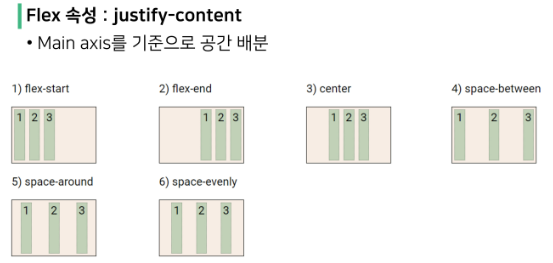 Flex 속성 : justify-content
• Main axis를 기준으로 공간 배분
1) flex-start
2) flex-end
3) center
4) space-between
1 2 3
1 2 3
1 2 3
1 2 3
5) space-around
6) space-evenly
1 2 3
1 2 3